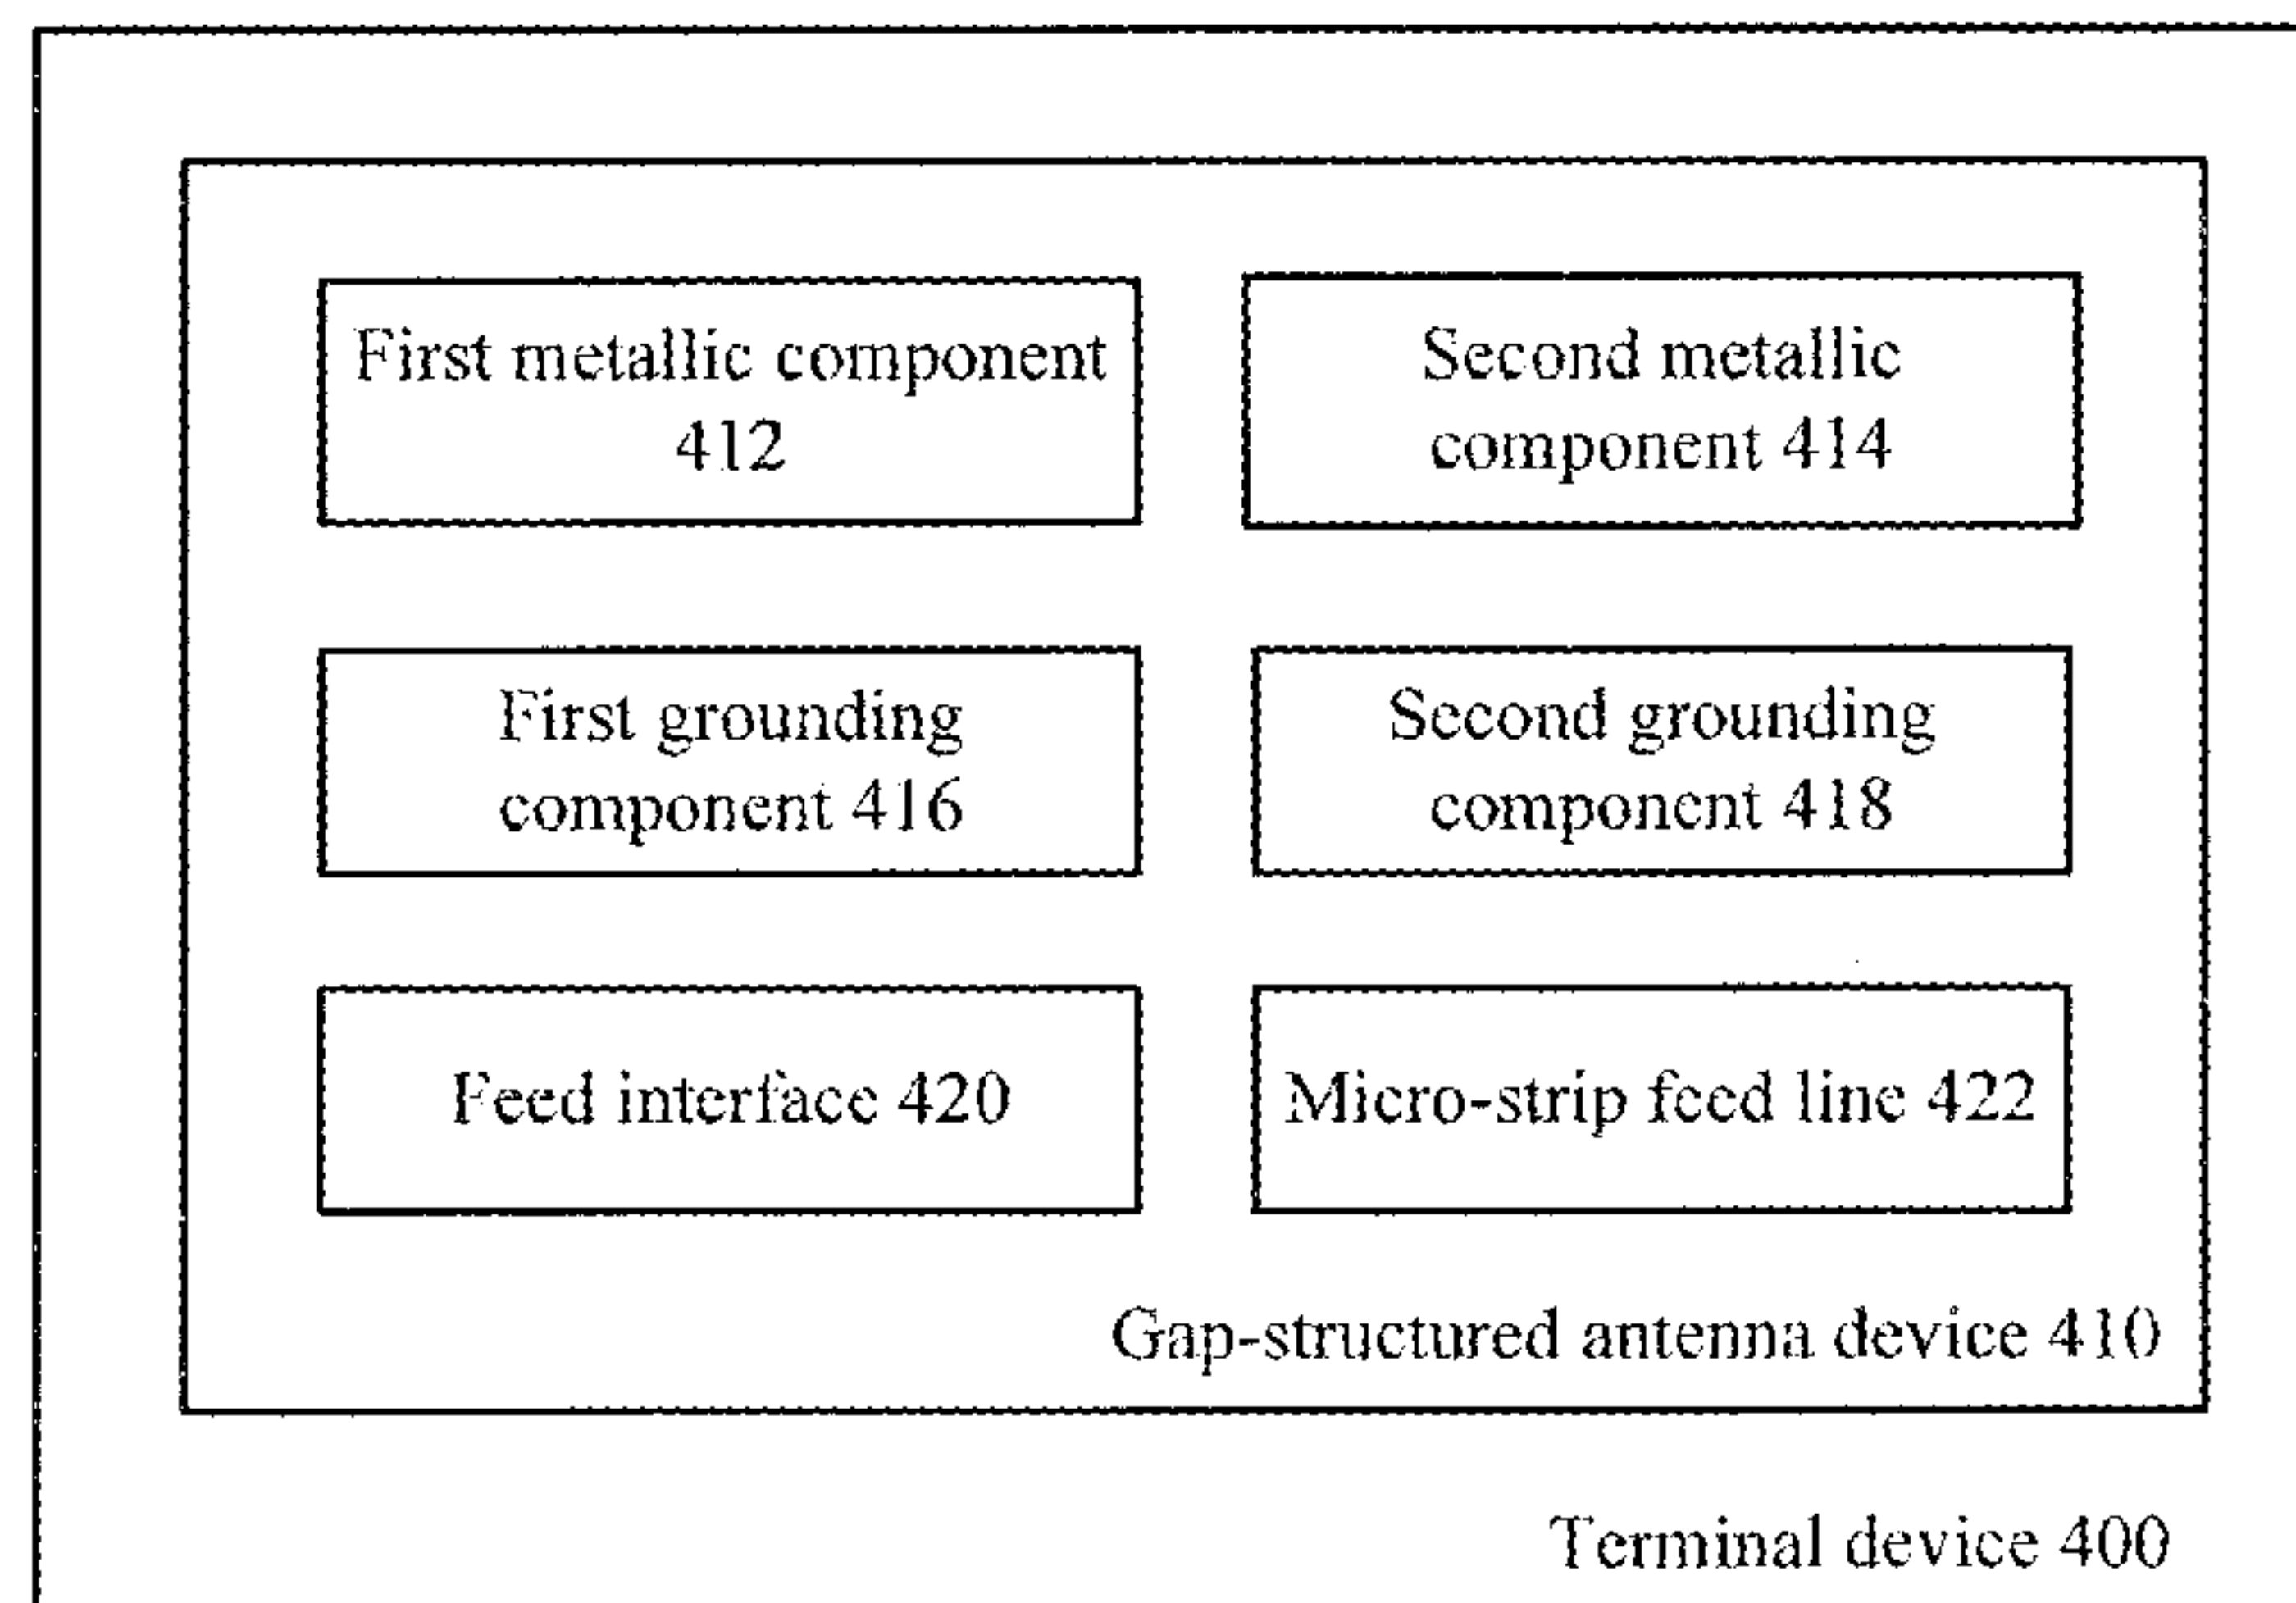 First metallic component
412
Second metallic
component 414
First grounding
component 416
Second grounding
component 418
Feed interface 420
Micro-strip feed line 422
Gap-structured antenna device 410
Terminal device 400